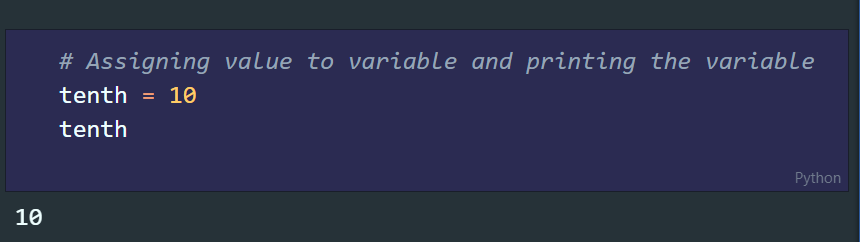 # Assigning value to variable and printing the variable
tenth = 10
tenth
Python
10